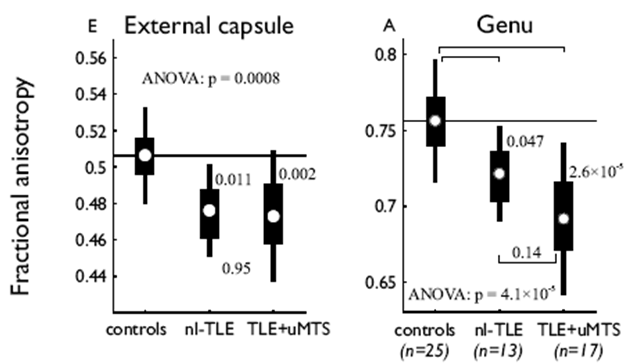 E External capsule
Fractional anisotropy
0.56
0.54
0.52
0.5
0.48
0.46
0.44
ANOVA: p = 0.0008
0.011
0.002
0.95
controls nl-TLE TLE+uMTS
A Genu
0.8
0.75
0.7
0.65
0.047
2.6×10⁻⁵
0.14
ANOVA: p = 4.1×10⁻⁵
controls nl-TLE TLE+uMTS
(n=25) (n=13) (n=17)